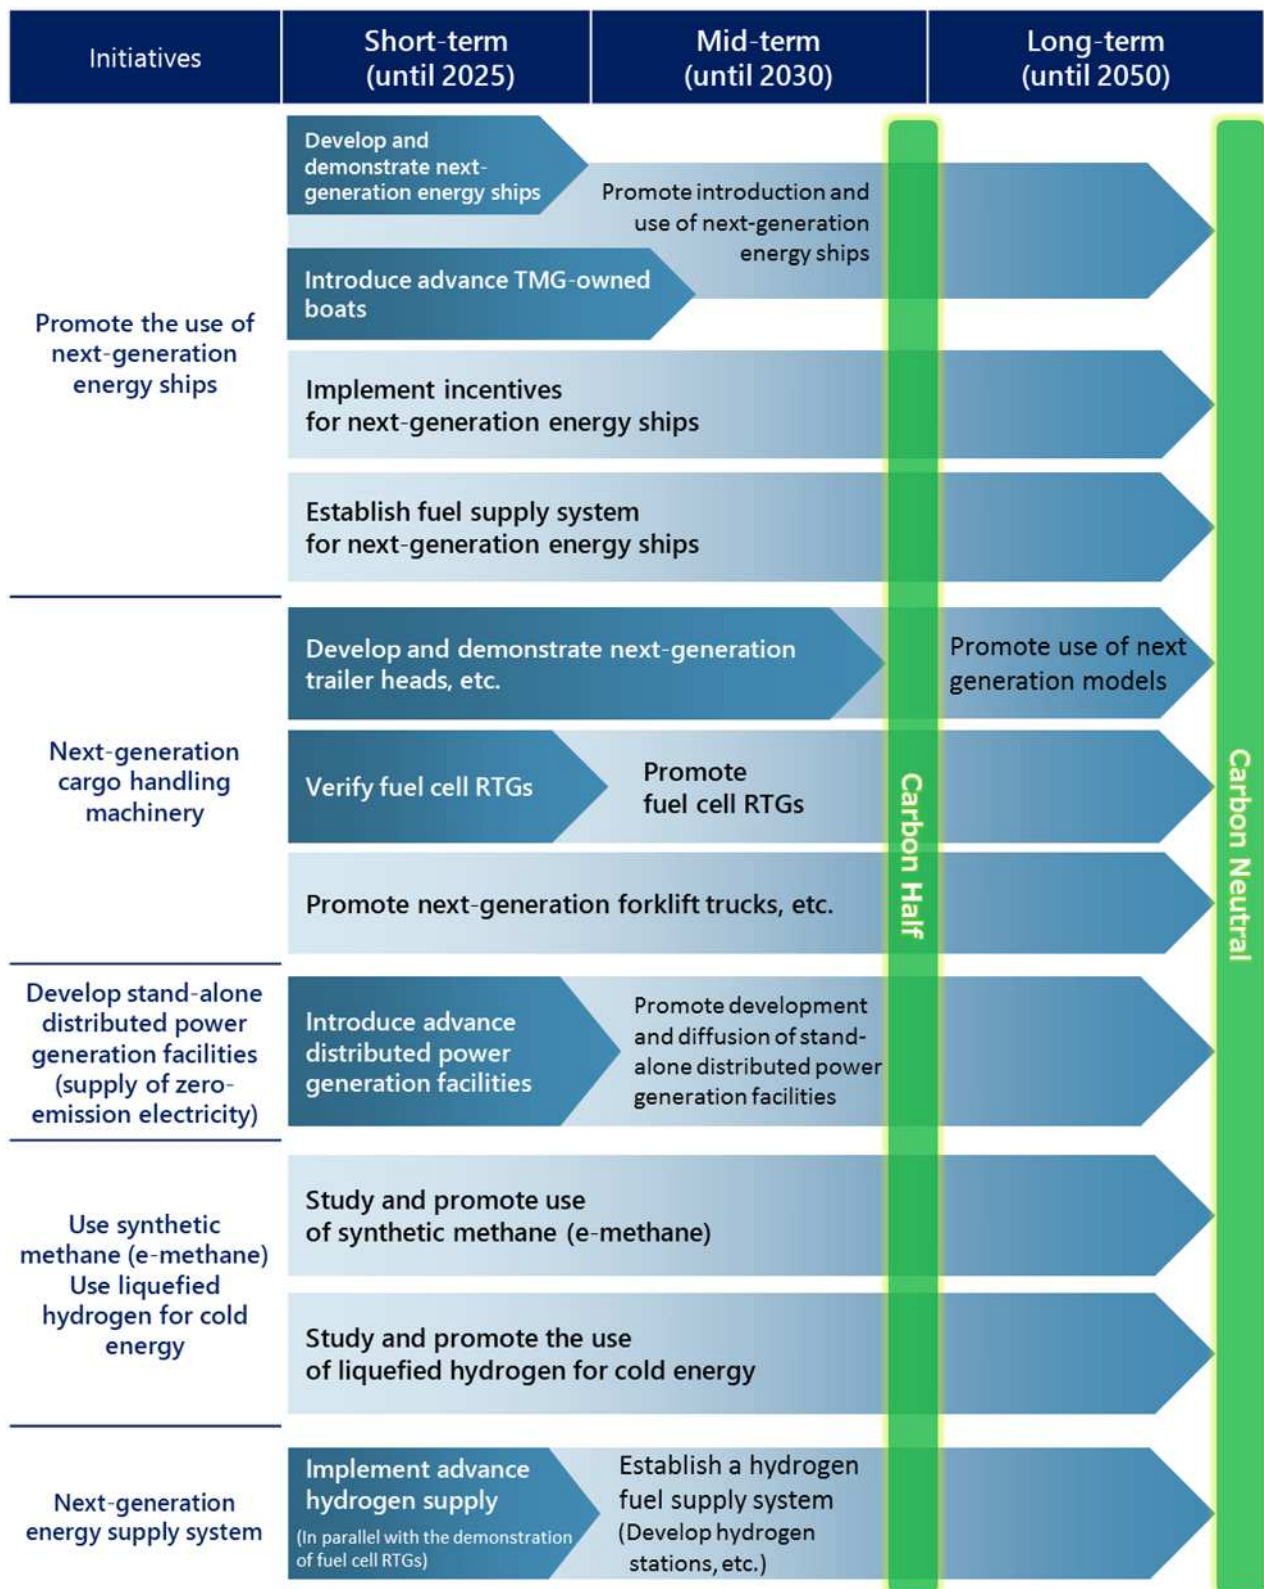 Initiatives
Short-term
(until 2025)
Mid-term
(until 2030)
Long-term
(until 2050)
Promote the use of
next-generation
energy ships
Develop and
demonstrate next-
generation energy ships
Promote introduction and
use of next-generation
energy ships
Introduce advance TMG-owned
boats
Implement incentives
for next-generation energy ships
Establish fuel supply system
for next-generation energy ships
Next-generation
cargo handling
machinery
Develop and demonstrate next-generation
trailer heads, etc.
Promote use of next
generation models
Verify fuel cell RTGs
Promote
fuel cell RTGs
Promote next-generation forklift trucks, etc.
Develop stand-alone
distributed power
generation facilities
(supply of zero-
emission electricity)
Introduce advance
distributed power
generation facilities
Promote development
and diffusion of stand-
alone distributed power
generation facilities
Use synthetic
methane (e-methane)
Use liquefied
hydrogen for cold
energy
Study and promote use
of synthetic methane (e-methane)
Study and promote the use
of liquefied hydrogen for cold energy
Next-generation
energy supply system
Implement advance
hydrogen supply
(In parallel with the demonstration
of fuel cell RTGs)
Establish a hydrogen
fuel supply system
(Develop hydrogen
stations, etc.)
Carbon Half
Carbon Neutral